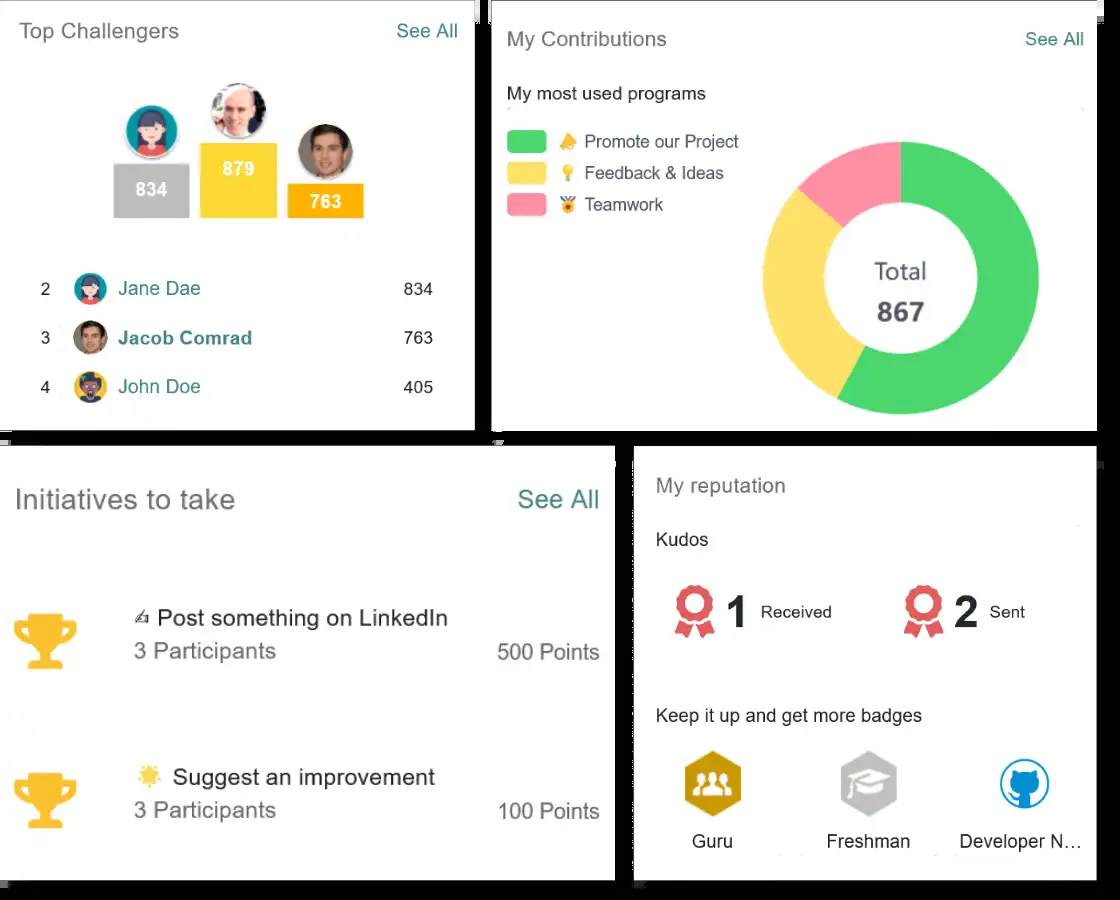 Top Challengers
See All
834
879
763
2 Jane Dae 834
3 Jacob Comrad 763
4 John Doe 405
My Contributions
See All
My most used programs
Promote our Project
Feedback & Ideas
Teamwork
Total
867
Initiatives to take
See All
✍ Post something on LinkedIn
3 Participants
500 Points
🌟 Suggest an improvement
3 Participants
100 Points
My reputation
Kudos
1 Received
2 Sent
Keep it up and get more badges
Guru
Freshman
Developer N...